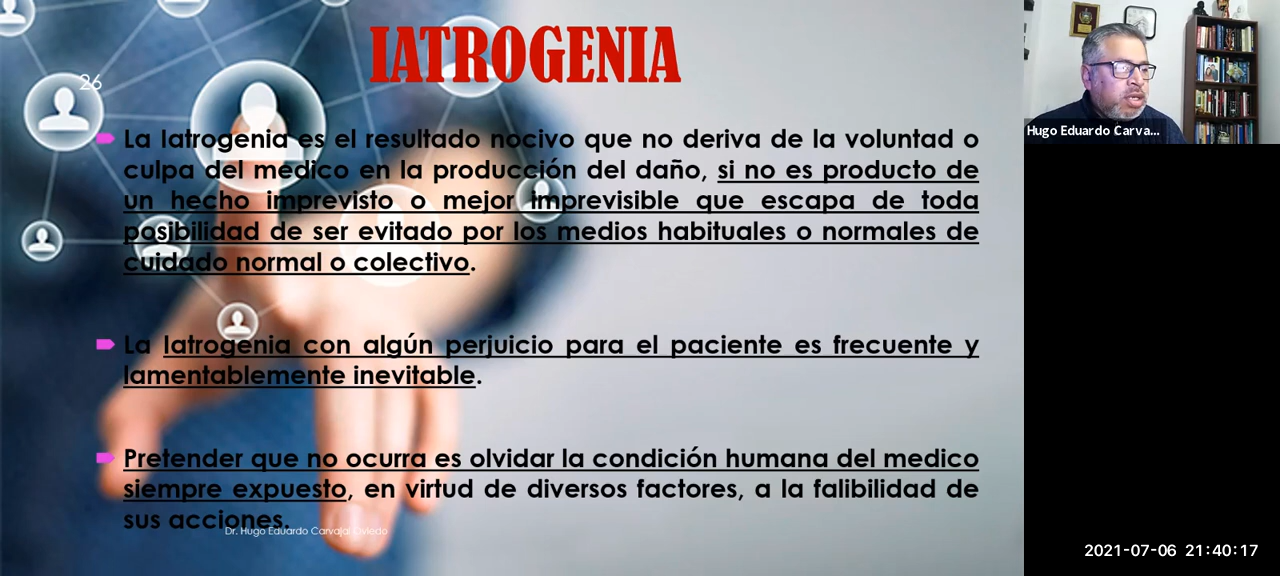 IATROGENIA
26
La Iatrogenia es el resultado nocivo que no deriva de la voluntad o
culpa del medico en la producción del daño, si no es producto de
un hecho imprevisto o mejor imprevisible que escapa de toda
posibilidad de ser evitado por los medios habituales o normales de
cuidado normal o colectivo.
La Iatrogenia con algún perjuicio para el paciente es frecuente y
lamentablemente inevitable.
Pretender que no ocurra es olvidar la condición humana del medico
siempre expuesto, en virtud de diversos factores, a la falibilidad de
sus acciones.
Dr. Hugo Eduardo Carvajal Oviedo
Hugo Eduardo Carva...
2021-07-06 21:40:17